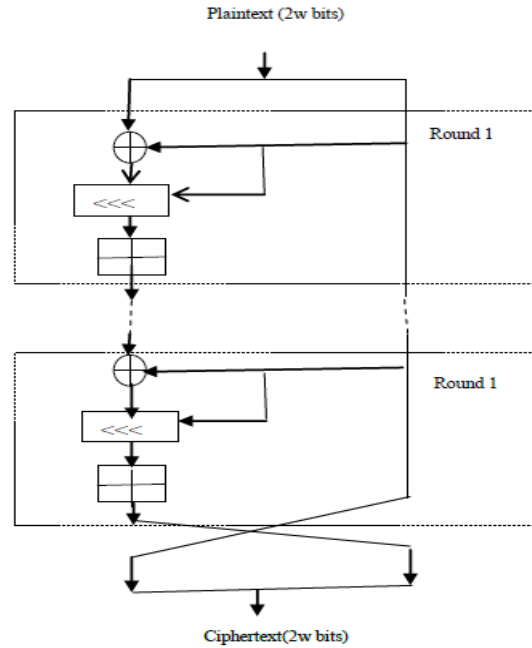 Plaintext (2w bits)
Round 1
<<<
Round 1
<<<
Ciphertext(2w bits)